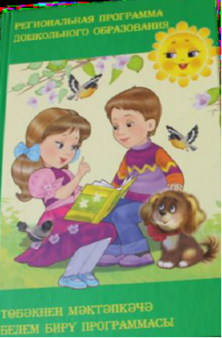 РЕГИОНАЛЬНАЯ ПРОГРАММА
ДОШКОЛЬНОГО ОБРАЗОВАНИЯ
ТӨБӘКНЕҢ МӘКТӘПКӘЧӘ
БЕЛЕМ БИРҮ ПРОГРАММАСЫ